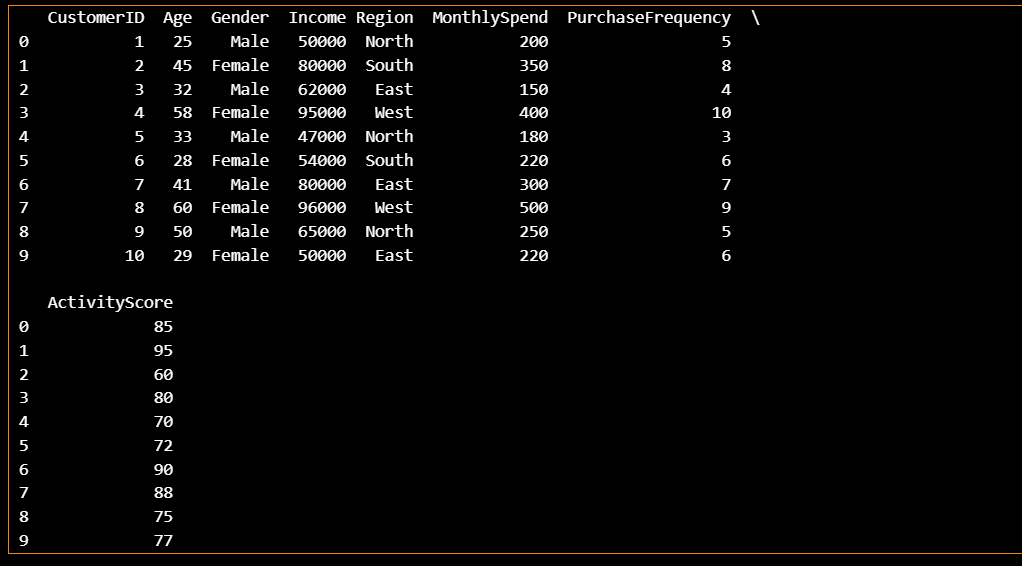 CustomerID Age Gender Income Region MonthlySpend PurchaseFrequency \
0 1 25 Male 50000 North 200 5
1 2 45 Female 80000 South 350 8
2 3 32 Male 62000 East 150 4
3 4 58 Female 95000 West 400 10
4 5 33 Male 47000 North 180 3
5 6 28 Female 54000 South 220 6
6 7 41 Male 80000 East 300 7
7 8 60 Female 96000 West 500 9
8 9 50 Male 65000 North 250 5
9 10 29 Female 50000 East 220 6
ActivityScore
0 85
1 95
2 60
3 80
4 70
5 72
6 90
7 88
8 75
9 77